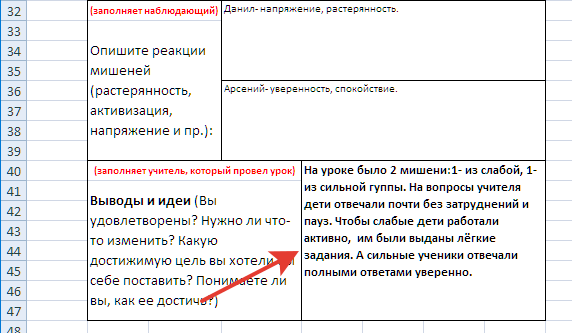 32
33
34
35
36
37
38
39
40
41
42
43
44
45
46
47
48
(заполняет наблюдающий)
Опишите реакции
мишеней
(растерянность,
активизация,
напряжение и пр.):
Данил- напряжение, растерянность.
Арсений- уверенность, спокойствие.
(заполняет учитель, который провел урок)
Выводы и идеи (Вы
удовлетворены? Нужно ли что-
то изменить? Какую
достижимую цель вы хотели
себе поставить? Понимаете ли
вы, как ее достичь?)
На уроке было 2 мишени:1- из слабой, 1-
из сильной гуппы. На вопросы учителя
дети отвечали почти без затруднений и
пауз. Чтобы слабые дети работали
активно, им были выданы лёгкие
задания. А сильные ученики отвечали
полными ответами уверенно.